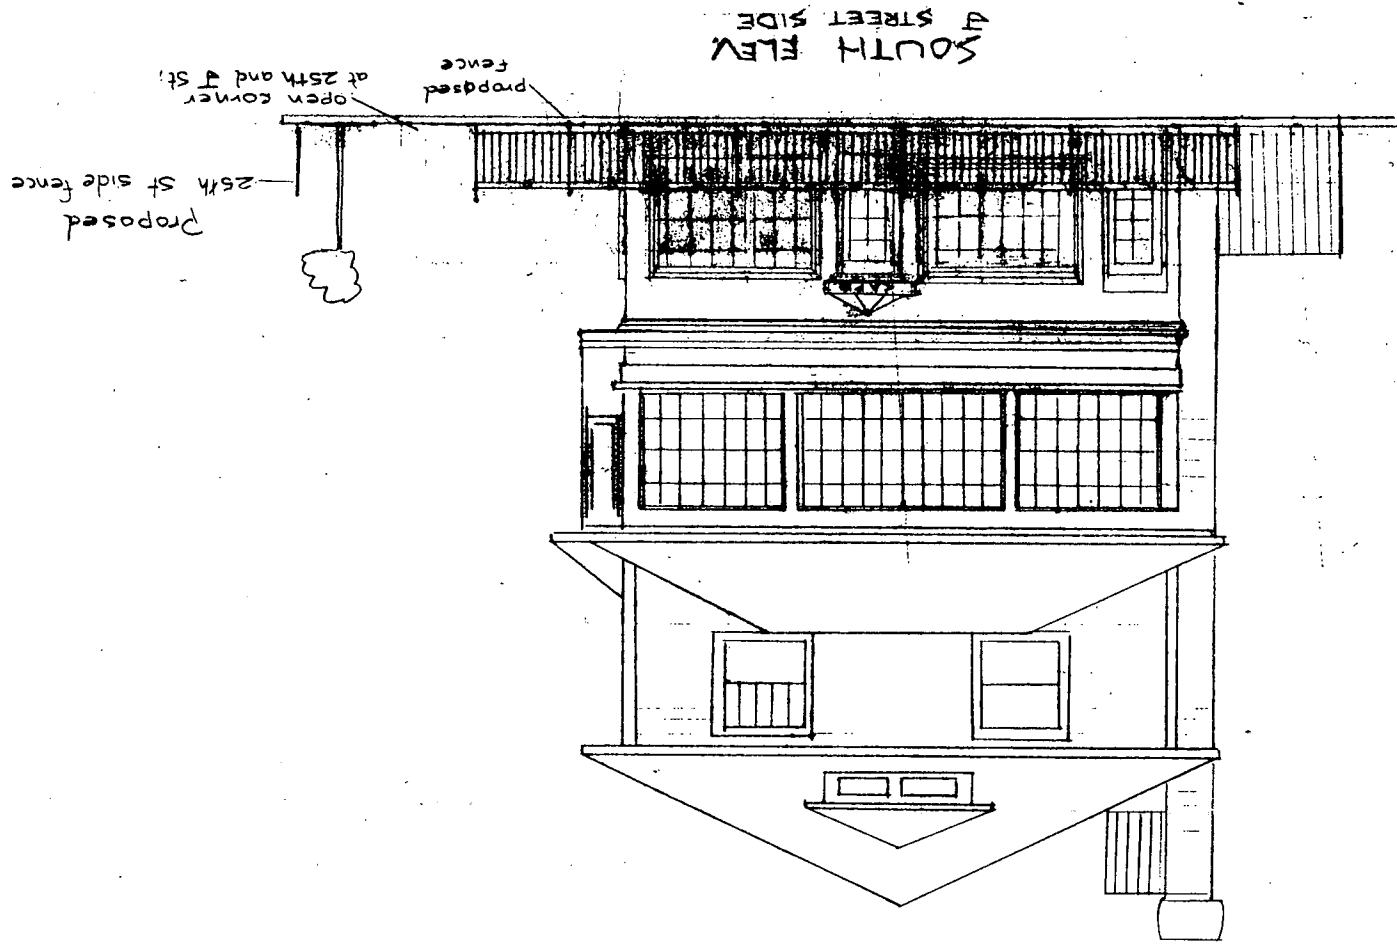 Proposed
25th St side fence
proposed
fence
open corner
at 25th and J St.
SOUTH ELEV.
J STREET SIDE